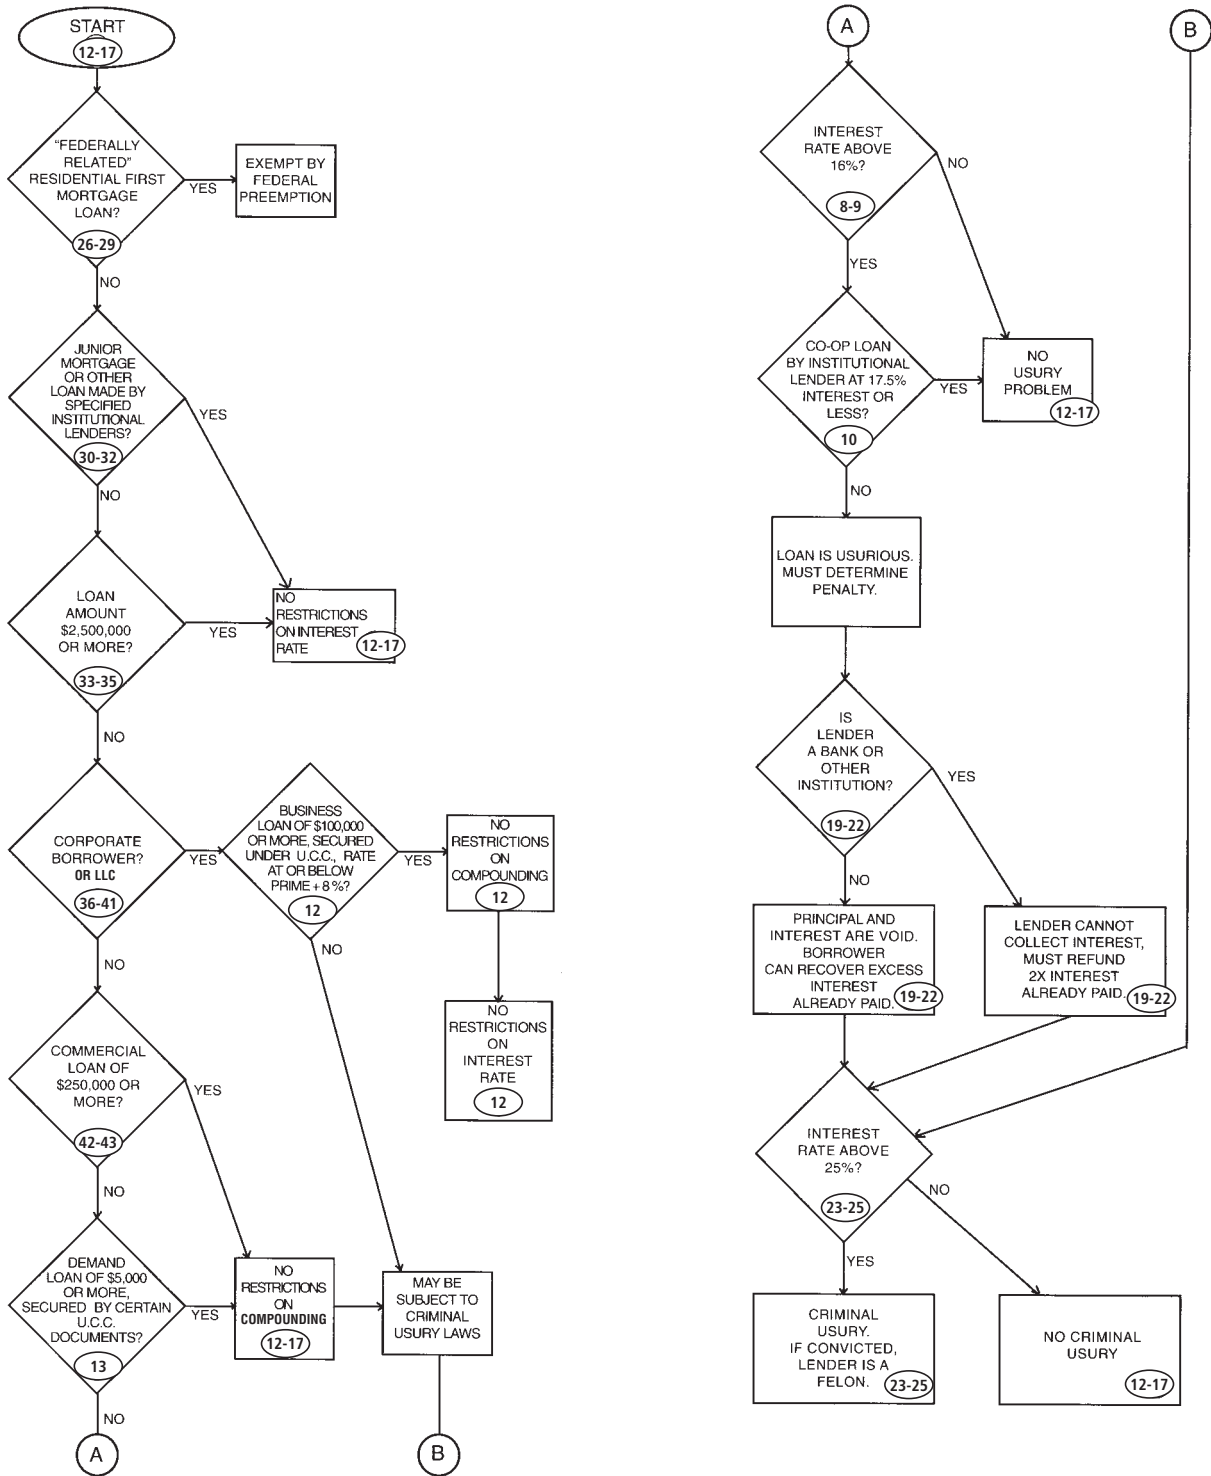 START
12-17
"FEDERALLY
RELATED"
RESIDENTIAL FIRST
MORTGAGE
LOAN?
26-29
YES
EXEMPT BY
FEDERAL
PREEMPTION
NO
JUNIOR
MORTGAGE
OR OTHER
LOAN MADE BY
SPECIFIED
INSTITUTIONAL
LENDERS?
30-32
YES
NO
LOAN
AMOUNT
$2,500,000
OR MORE?
33-35
YES
NO
RESTRICTIONS
ON INTEREST
RATE
12-17
NO
CORPORATE
BORROWER?
OR LLC
36-41
YES
BUSINESS
LOAN OF $100,000
OR MORE, SECURED
UNDER U.C.C., RATE
AT OR BELOW
PRIME + 8%?
12
YES
NO
RESTRICTIONS
ON
COMPOUNDING
12
NO
RESTRICTIONS
ON
INTEREST
RATE
12
NO
NO
COMMERCIAL
LOAN OF
$250,000 OR
MORE?
42-43
YES
NO
DEMAND
LOAN OF $5,000
OR MORE,
SECURED BY CERTAIN
U.C.C.
DOCUMENTS?
13
YES
NO
RESTRICTIONS
ON
COMPOUNDING
12-17
MAY BE
SUBJECT TO
CRIMINAL
USURY LAWS
NO
A
B
A
B
INTEREST
RATE ABOVE
16%?
8-9
NO
YES
CO-OP LOAN
BY INSTITUTIONAL
LENDER AT 17.5%
INTEREST OR
LESS?
10
YES
NO
USURY
PROBLEM
12-17
NO
LOAN IS USURIOUS.
MUST DETERMINE
PENALTY.
IS
LENDER
A BANK OR
OTHER
INSTITUTION?
19-22
YES
NO
PRINCIPAL AND
INTEREST ARE VOID.
BORROWER
CAN RECOVER EXCESS
INTEREST
ALREADY PAID.
19-22
LENDER CANNOT
COLLECT INTEREST,
MUST REFUND
2X INTEREST
ALREADY PAID.
19-22
INTEREST
RATE ABOVE
25%?
23-25
NO
YES
CRIMINAL
USURY.
IF CONVICTED,
LENDER IS A
FELON.
23-25
NO CRIMINAL
USURY
12-17